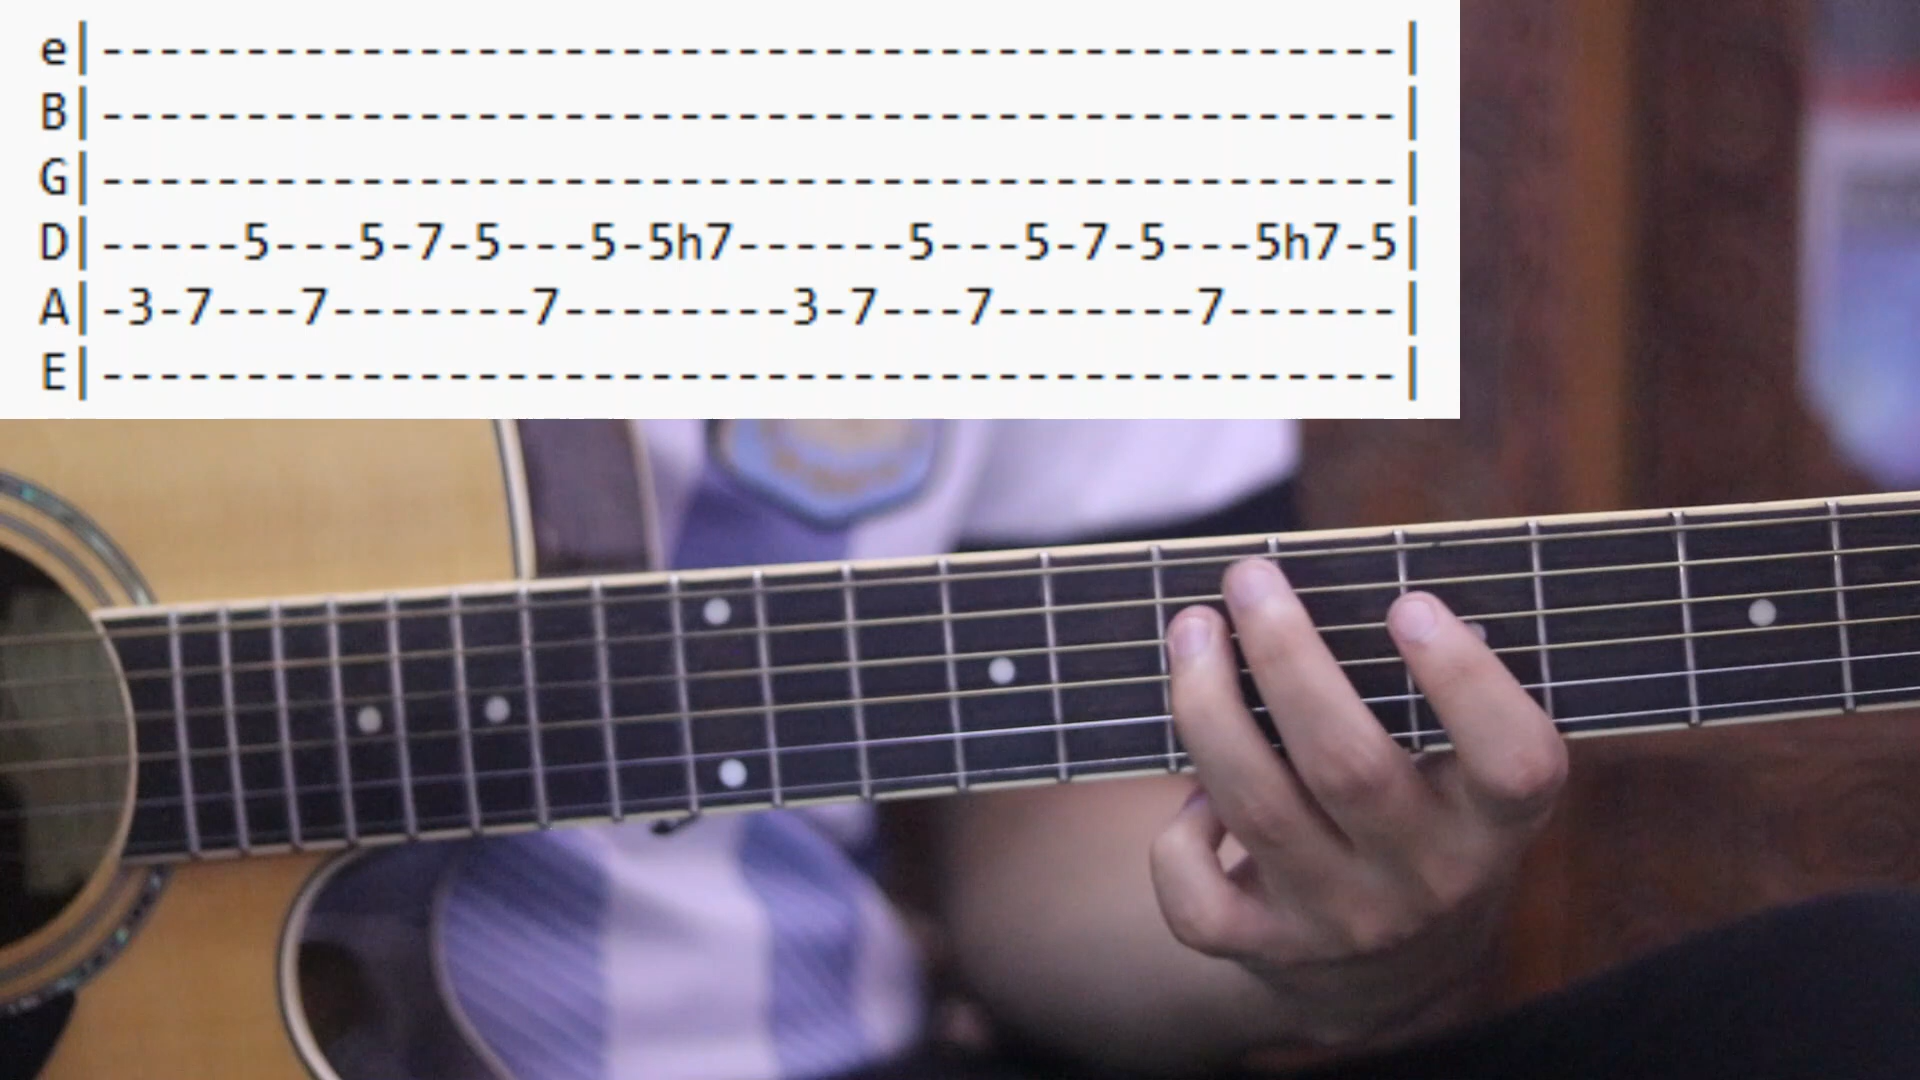 e|---------------------------------------------|
B|---------------------------------------------|
G|---------------------------------------------|
D|-----5---5-7-5---5-5h7------5---5-7-5---5h7-5|
A|-3-7---7-------7--------3-7---7-------7------|
E|---------------------------------------------|